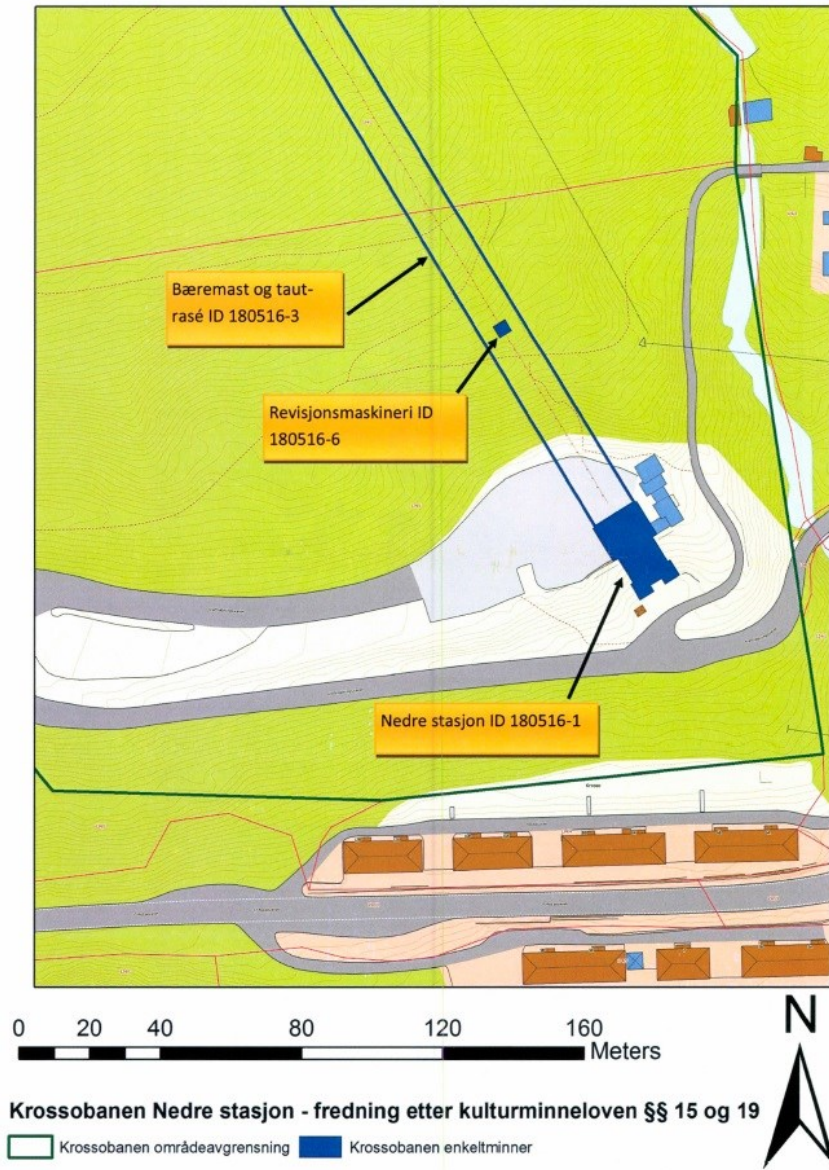 Bæremast og taut-
rasé ID 180516-3
Revisjonsmaskineri ID
180516-6
Nedre stasjon ID 180516-1
0 20 40 80 120 160
Meters
N
Krossobanen Nedre stasjon - fredning etter kulturminneloven §§ 15 og 19
Krossobanen områdeavgrensning
Krossobanen enkeltminner